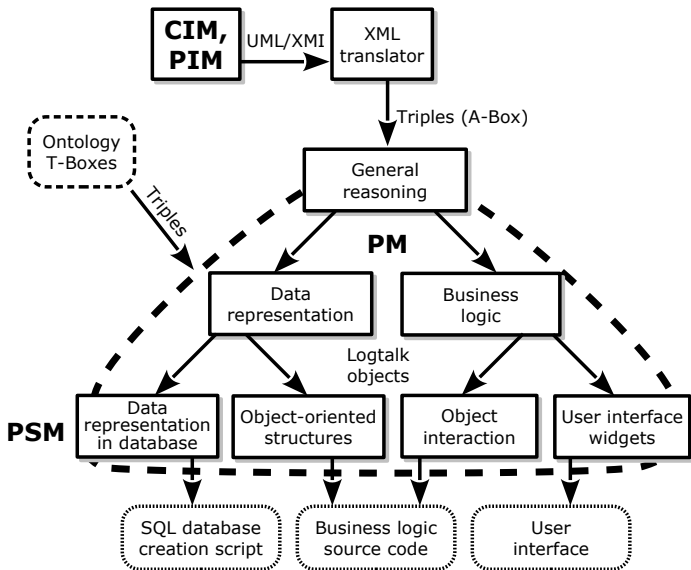 CIM,
PIM
UML/XMI
XML
translator
Triples (A-Box)
Ontology
T-Boxes
Triples
General
reasoning
PM
Data
representation
Business
logic
Logtalk
objects
PSM
Data
representation
in database
Object-oriented
structures
Object
interaction
User interface
widgets
SQL database
creation script
Business logic
source code
User
interface